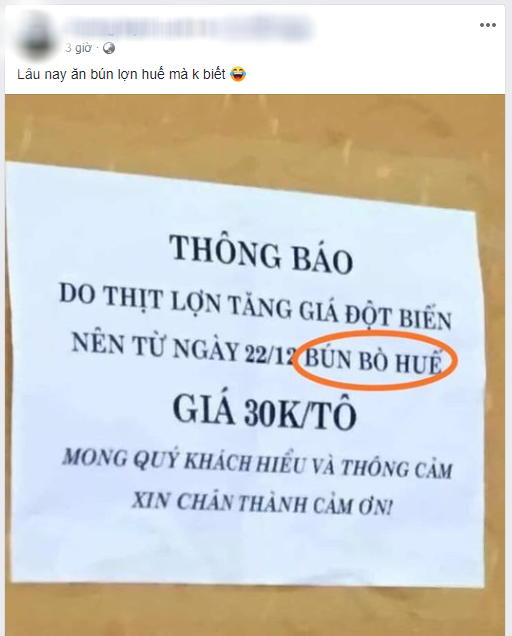 3 giờ ·
Lâu nay ăn bún lợn huế mà k biết 😂
THÔNG BÁO
DO THỊT LỢN TĂNG GIÁ ĐỘT BIẾN
NÊN TỪ NGÀY 22/12 BÚN BÒ HUẾ
GIÁ 30K/TÔ
MONG QUÝ KHÁCH HIỂU VÀ THÔNG CẢM
XIN CHÂN THÀNH CẢM ƠN!